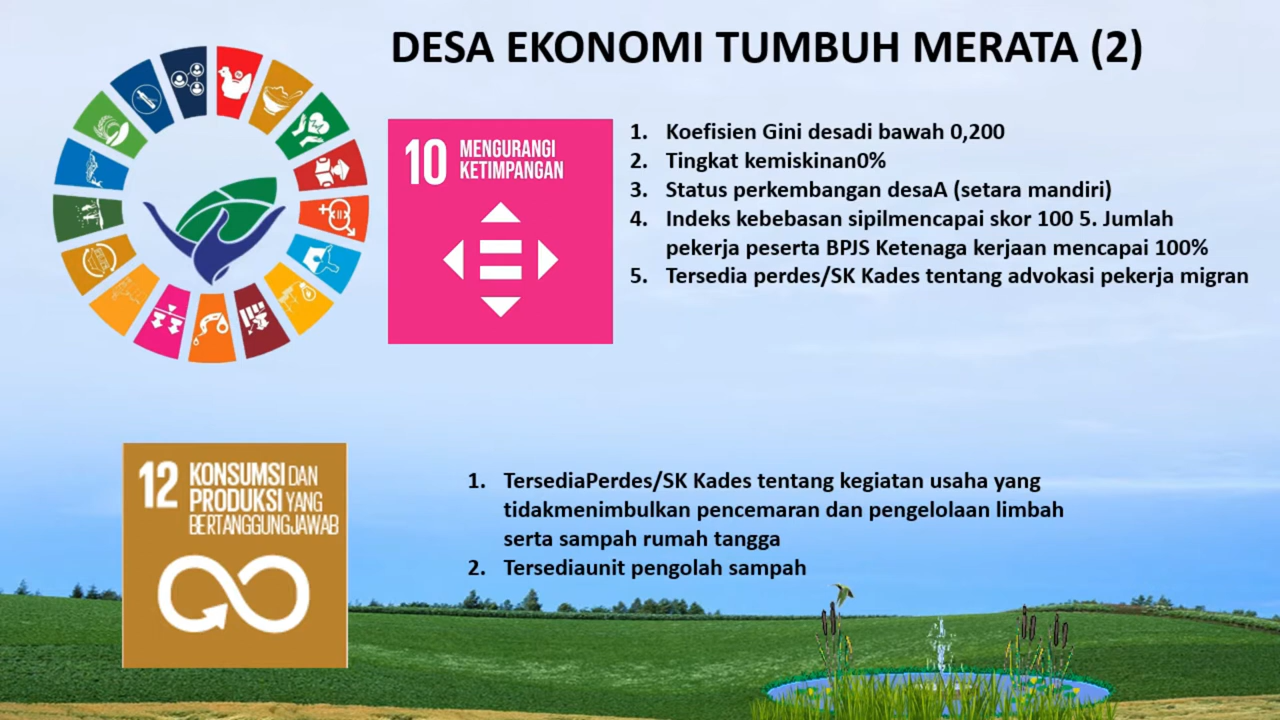 DESA EKONOMI TUMBUH MERATA (2)
10 MENGURANGI
KETIMPANGAN
1. Koefisien Gini desadi bawah 0,200
2. Tingkat kemiskinan0%
3. Status perkembangan desaA (setara mandiri)
4. Indeks kebebasan sipilmencapai skor 100 5. Jumlah
pekerja peserta BPJS Ketenaga kerjaan mencapai 100%
5. Tersedia perdes/SK Kades tentang advokasi pekerja migran
12 KONSUMSI DAN
PRODUKSI YANG
BERTANGGUNGJAWAB
1. TersediaPerdes/SK Kades tentang kegiatan usaha yang
tidakmenimbulkan pencemaran dan pengelolaan limbah
serta sampah rumah tangga
2. Tersediaunit pengolah sampah